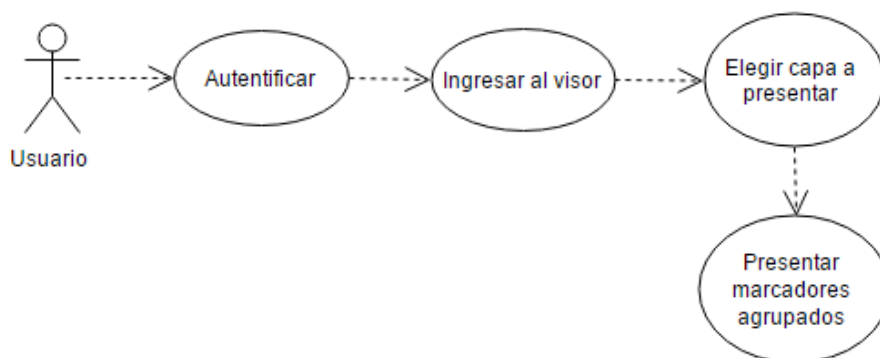 Usuario
Autentificar
Ingresar al visor
Elegir capa a
presentar
Presentar
marcadores
agrupados